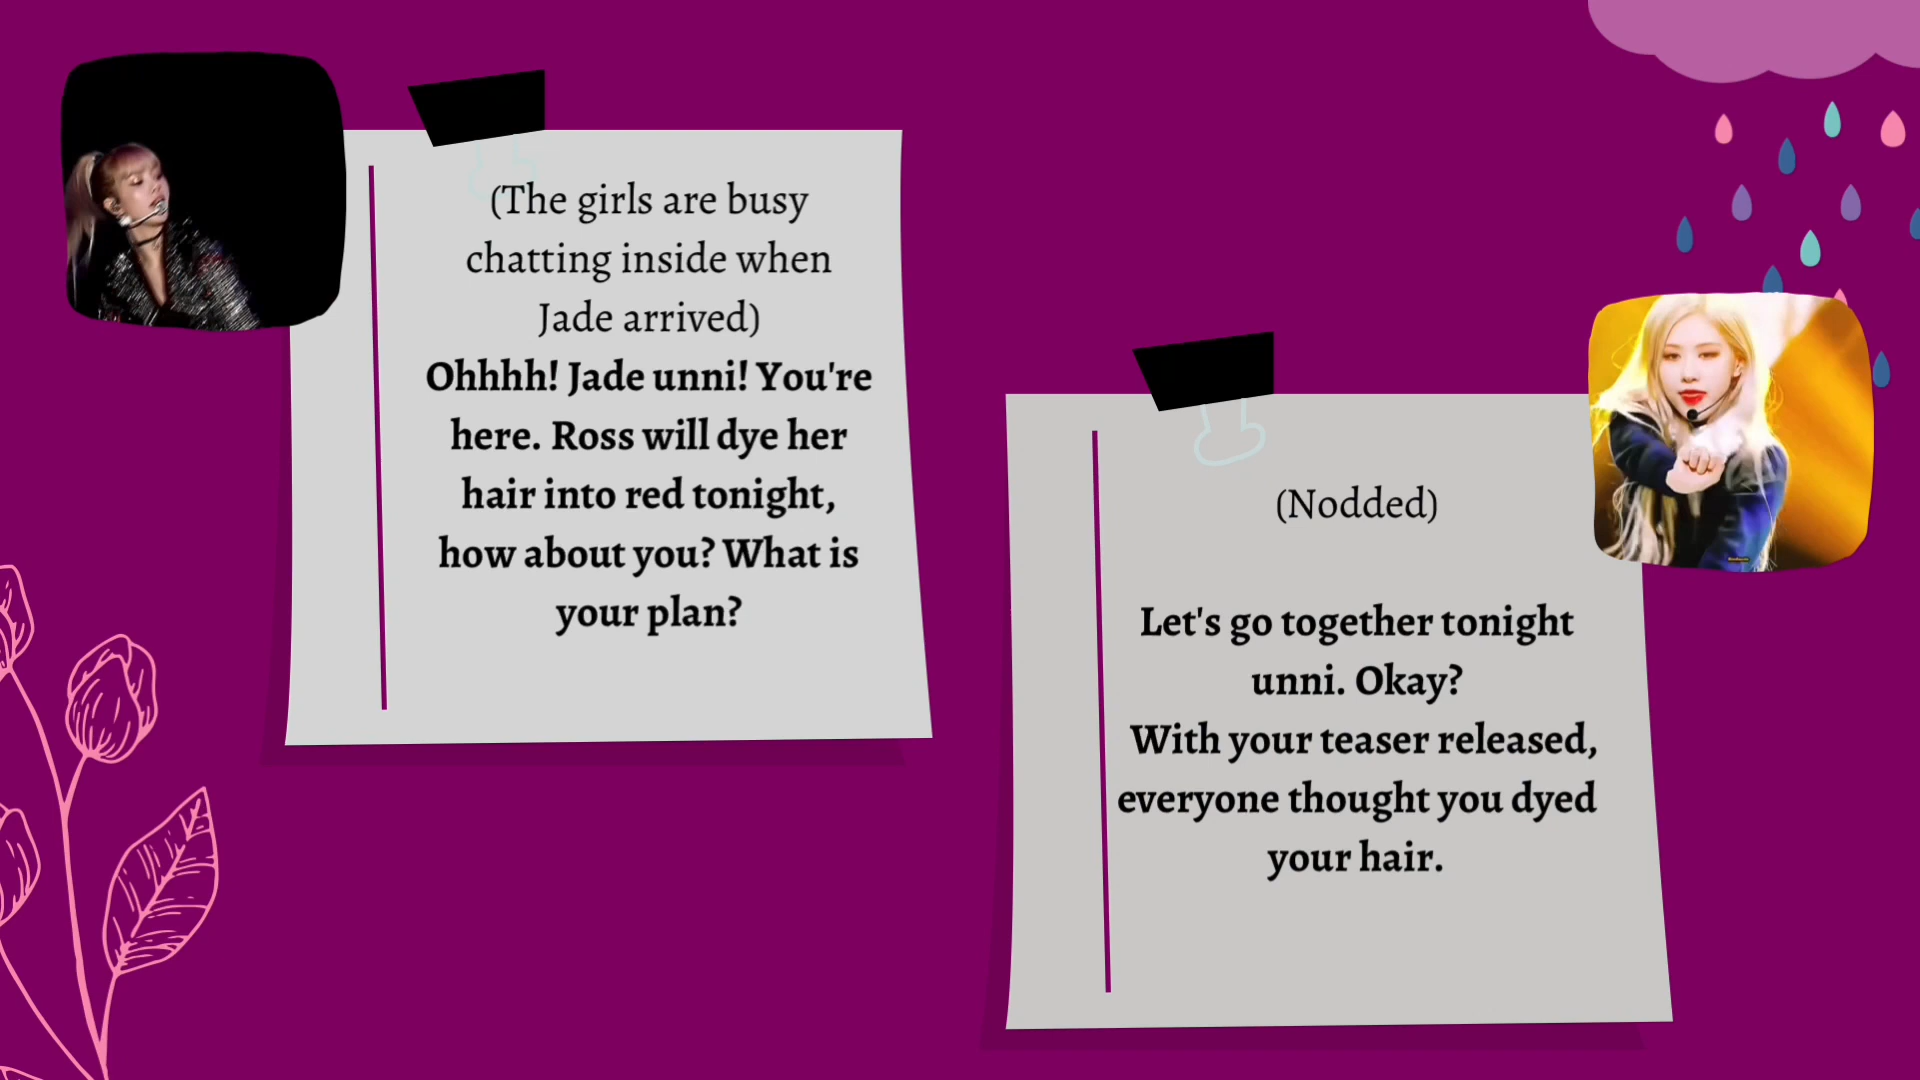 (The girls are busy
chatting inside when
Jade arrived)
Ohhhh! Jade unni! You're
here. Ross will dye her
hair into red tonight,
how about you? What is
your plan?
(Nodded)
Let's go together tonight
unni. Okay?
With your teaser released,
everyone thought you dyed
your hair.